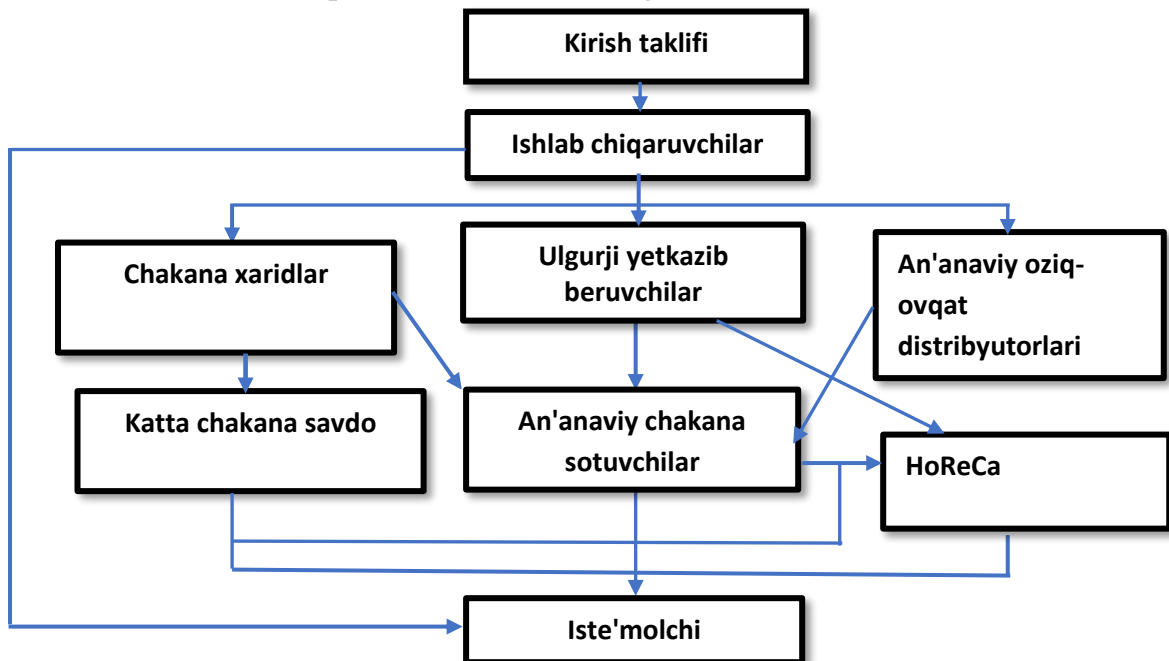 Kirish taklifi
Ishlab chiqaruvchilar
Chakana xaridlar
Ulgurji yetkazib
beruvchilar
An'anaviy oziq-
ovqat
distribyutorlari
Katta chakana savdo
An'anaviy chakana
sotuvchilar
HoReCa
Iste'molchi